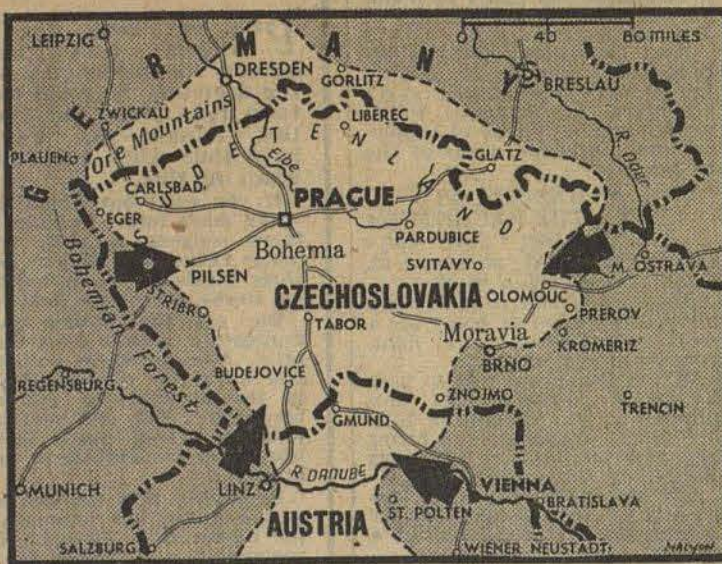 LEIPZIG
GERMANY
0 40 80 MILES
DRESDEN
GORLITZ
BRESLAU
ZWICKAU
Ore Mountains
LIBEREC
R. Oder
PLAUEN
SUDETENLAND
Elbe
GLATZ
CARLSBAD
PRAGUE
EGER
PARDUBICE
Bohemia
SVITAVY
M. OSTRAVA
PILSEN
CZECHOSLOVAKIA
OLOMOUC
STRIBRO
PREROV
TABOR
Moravia
KROMERIZ
Bohemian Forest
BRNO
REGENSBURG
BUDEJOVICE
ZNOJMO
TRENCIN
GMUND
R. DANUBE
MUNICH
LINZ
VIENNA
ST. POLTEN
BRATISLAVA
AUSTRIA
SALZBURG
WIENER NEUSTADT